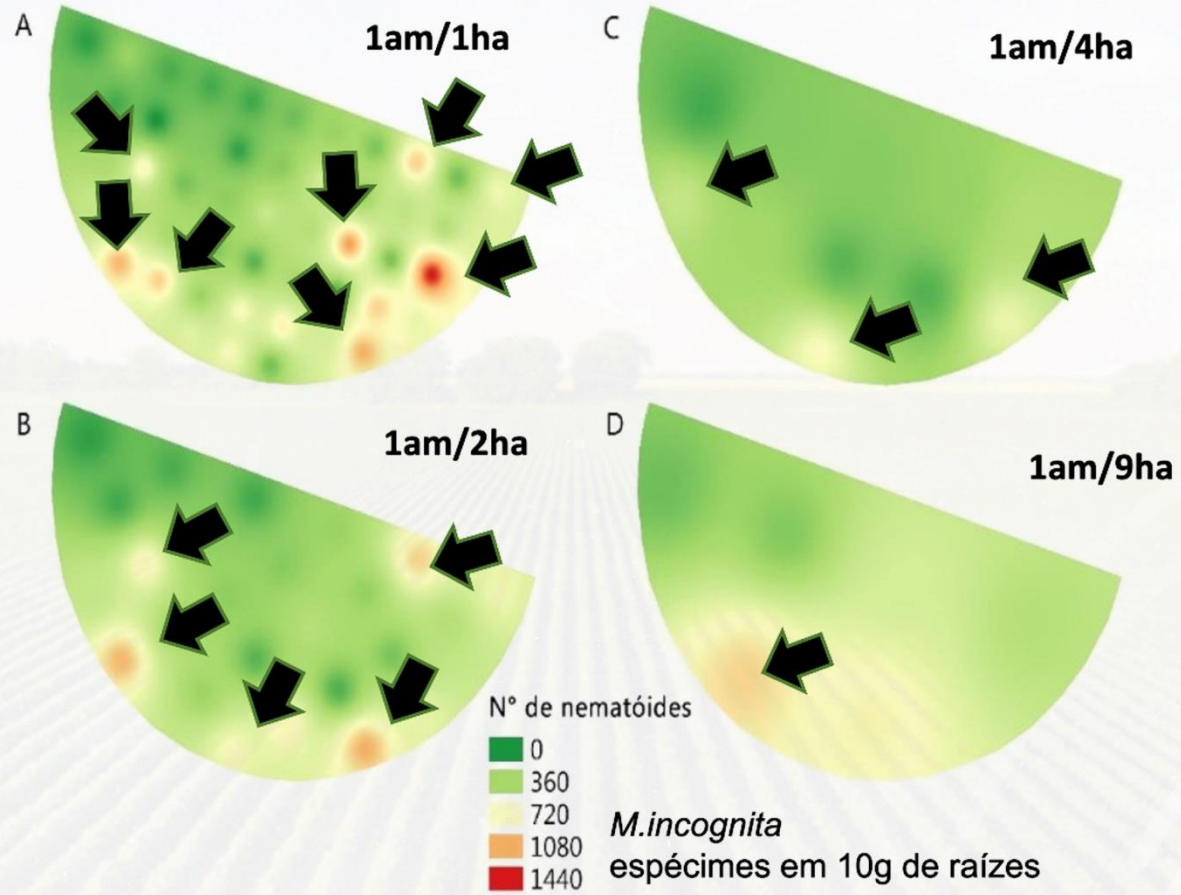 A
1am/1ha
C
1am/4ha
B
1am/2ha
D
1am/9ha
N° de nematóides
0
360
720
1080
1440
M.incognita
espécimes em 10g de raízes